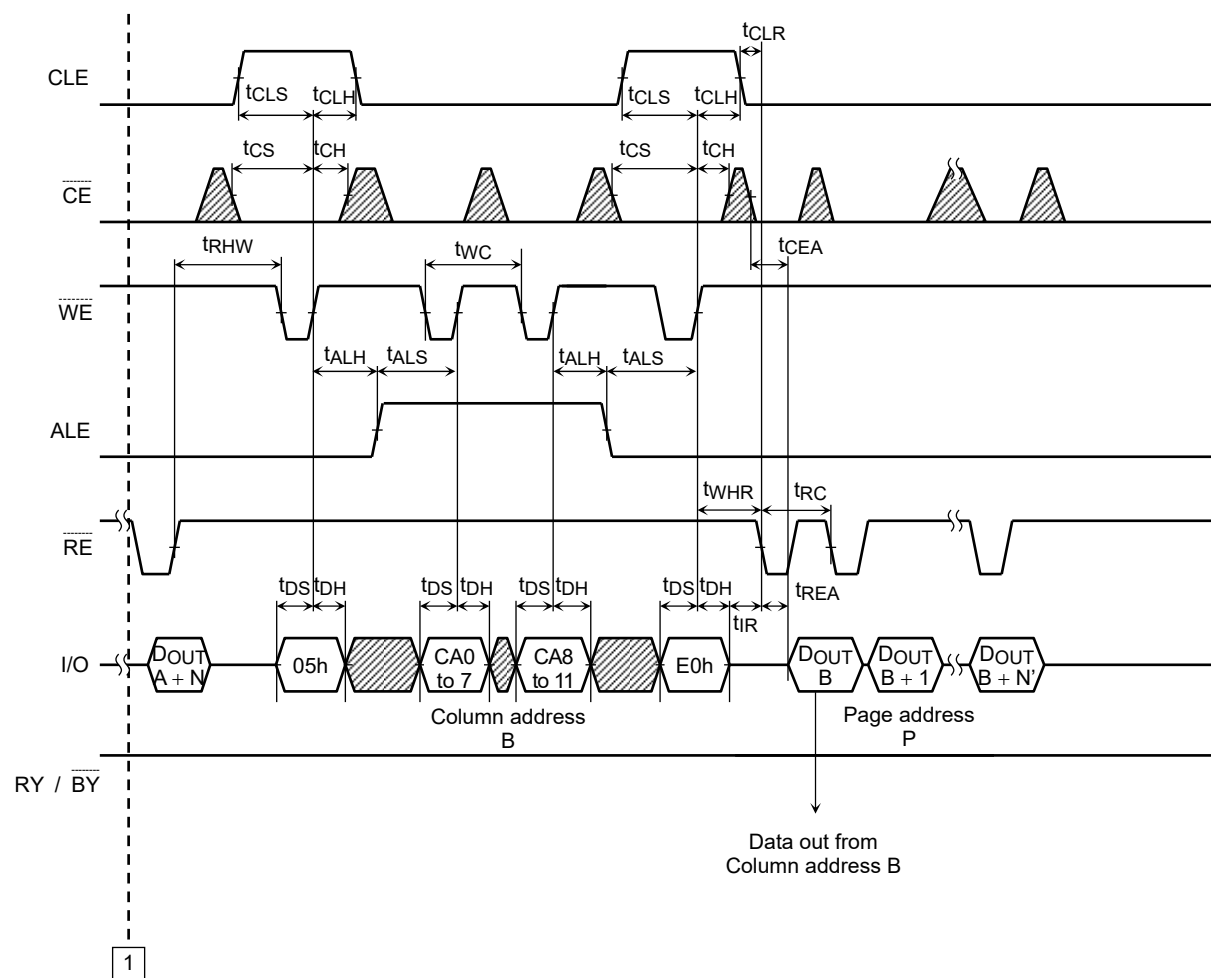 tCLR
CLE
tCLS tCLH tCLS tCLH
tCS tCH tCS tCH
CE
tRHW tWC tCEA
WE
tALH tALS tALH tALS
ALE
tWHR tRC
RE
tDS tDH tDS tDH tDS tDH tDS tDH tREA
tIR
I/O
DOUT
A + N
05h
CA0
to 7
CA8
to 11
E0h
DOUT
B
DOUT
B + 1
DOUT
B + N’
Column address
B
Page address
P
RY / BY
Data out from
Column address B
1